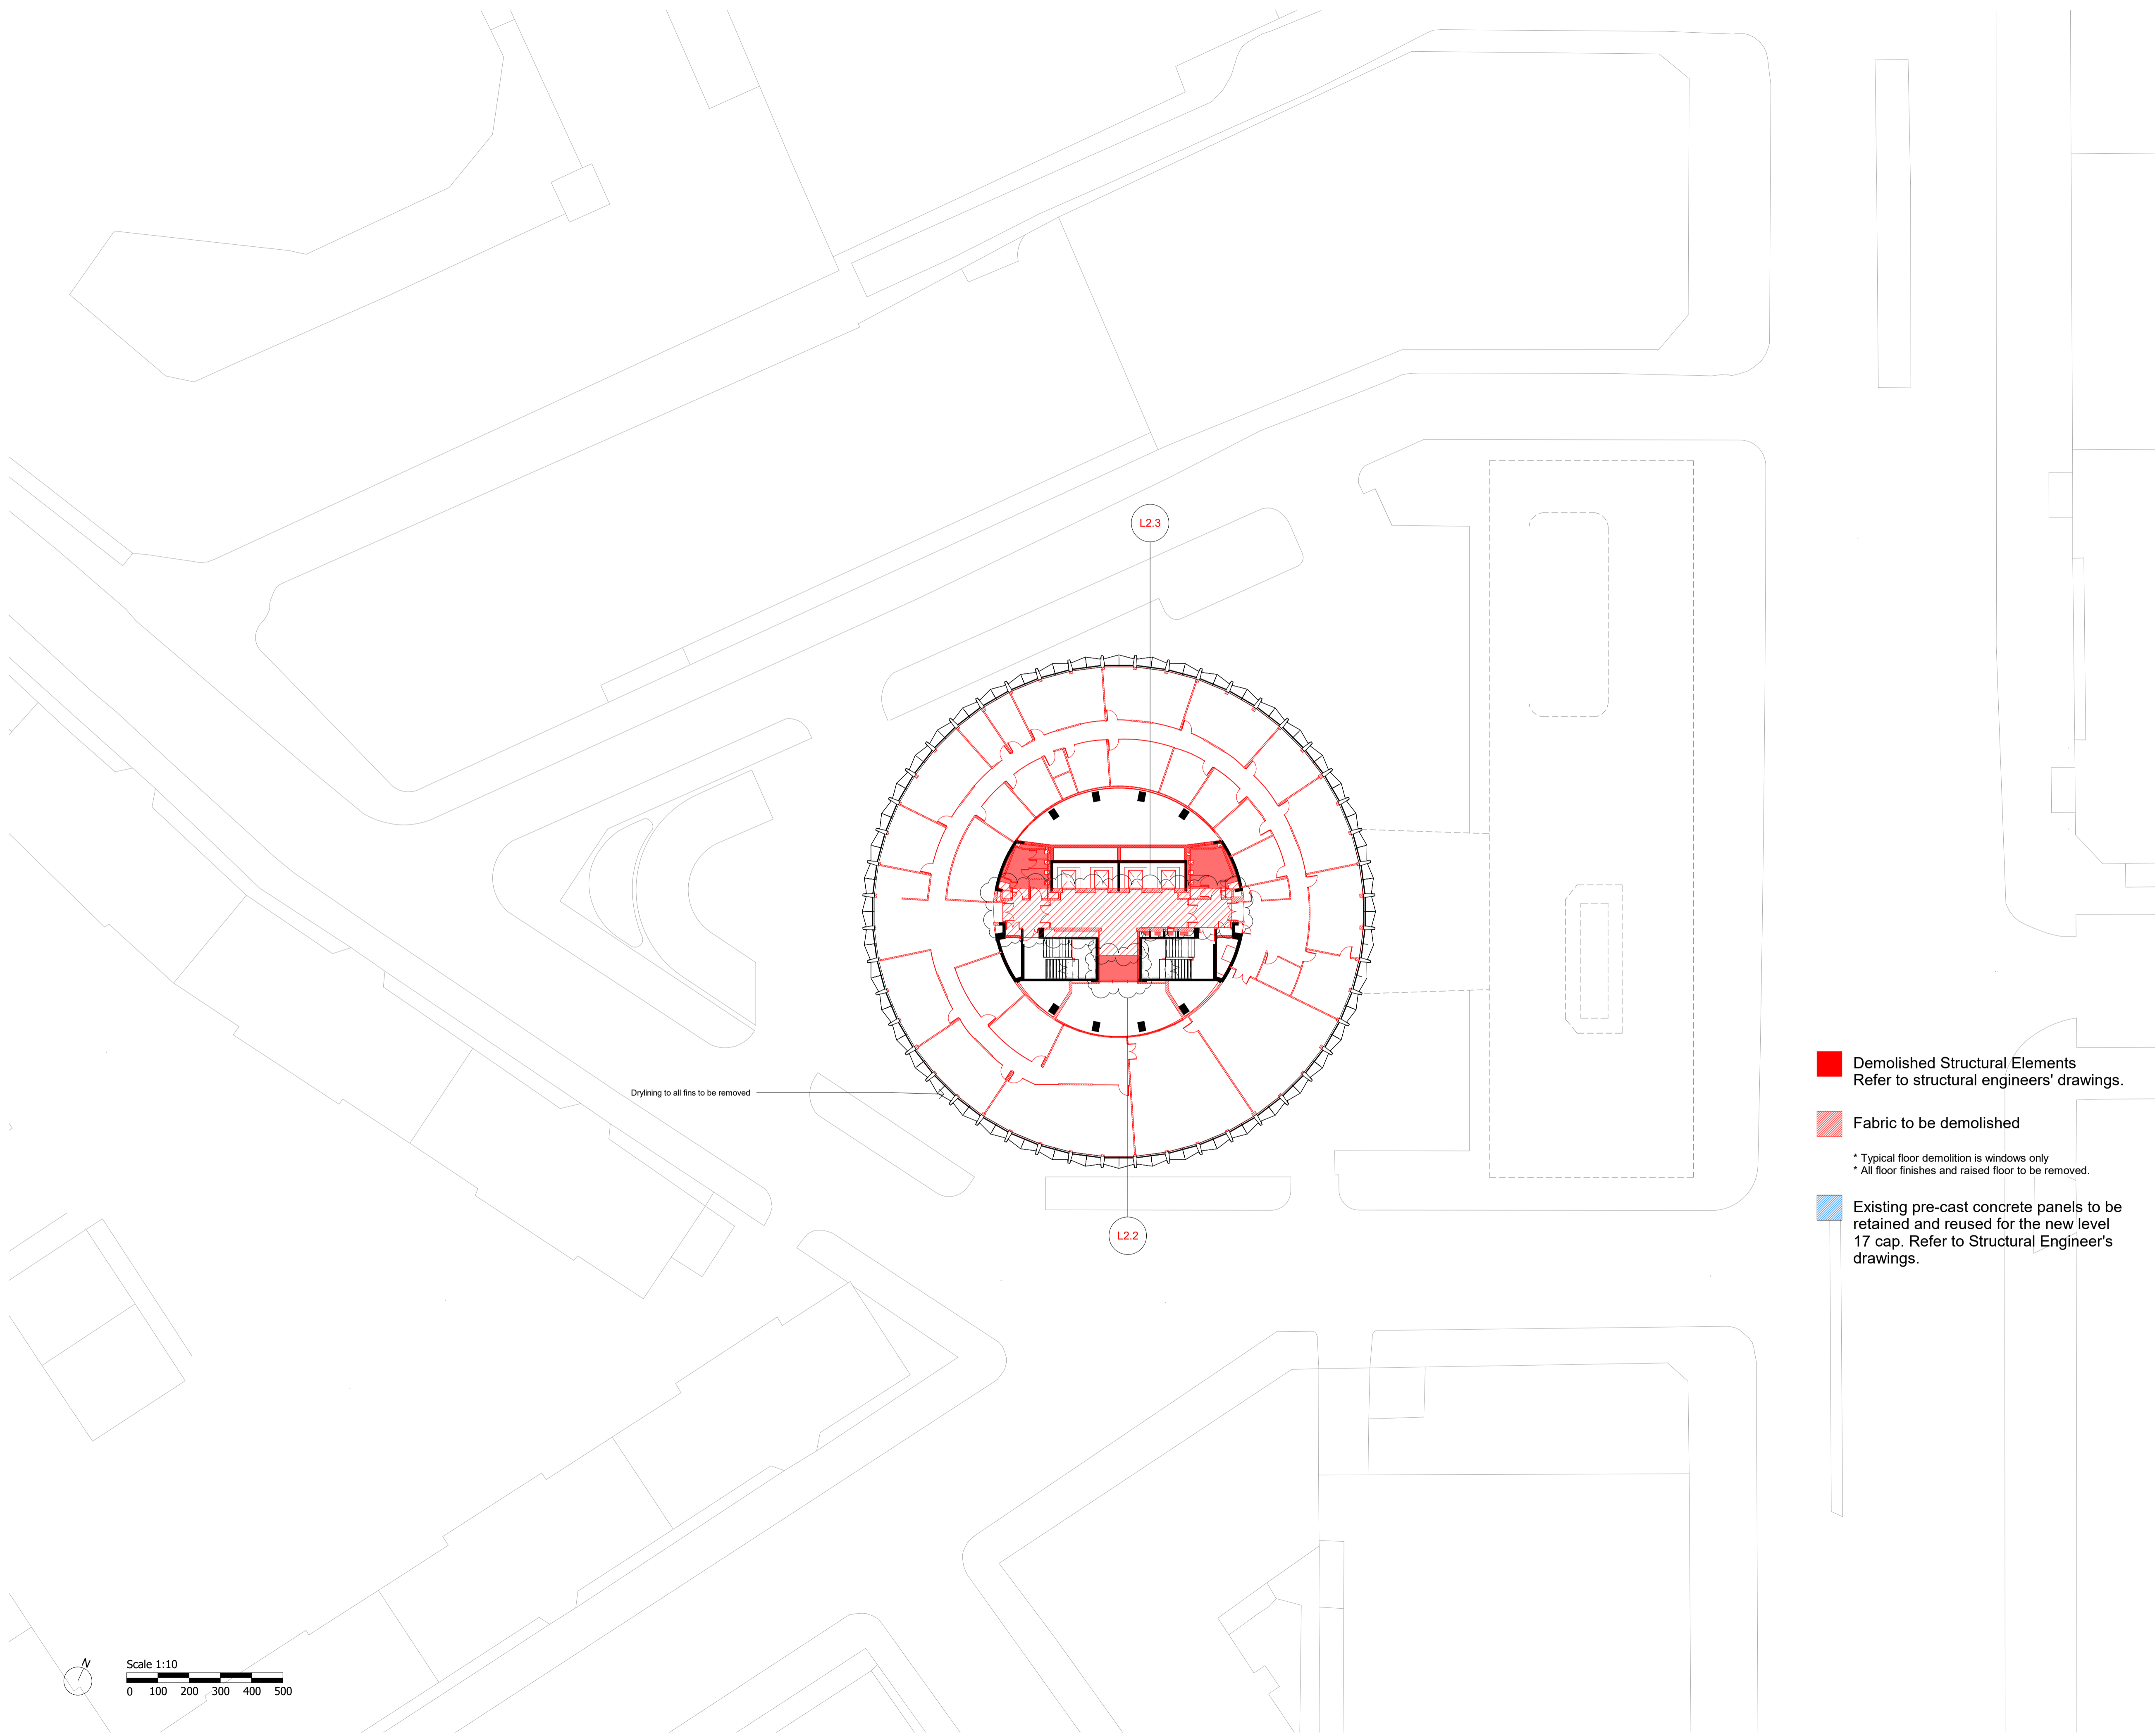 L2.3
Drylining to all fins to be removed
L2.2
Demolished Structural Elements
Refer to structural engineers' drawings.
Fabric to be demolished
* Typical floor demolition is windows only
* All floor finishes and raised floor to be removed.
Existing pre-cast concrete panels to be
retained and reused for the new level
17 cap. Refer to Structural Engineer's
drawings.
N
Scale 1:10
0 100 200 300 400 500